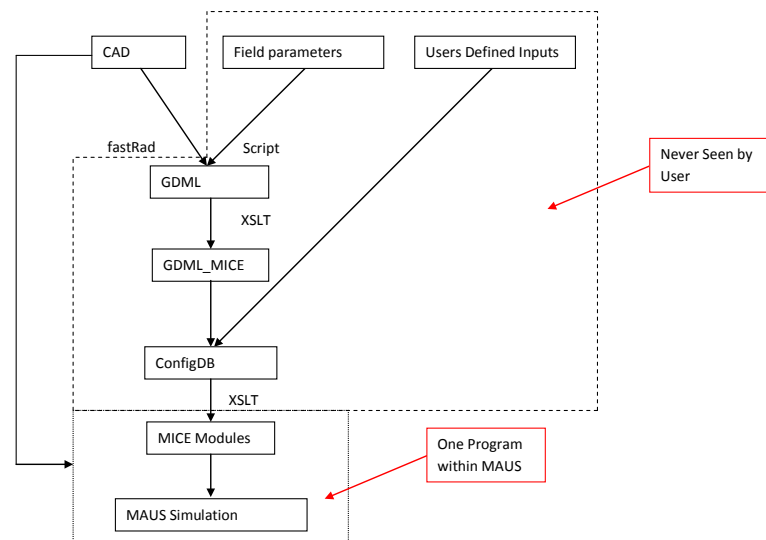 CAD
Field parameters
Users Defined Inputs
fastRad
Script
Never Seen by
User
GDML
XSLT
GDML_MICE
ConfigDB
XSLT
MICE Modules
One Program
within MAUS
MAUS Simulation